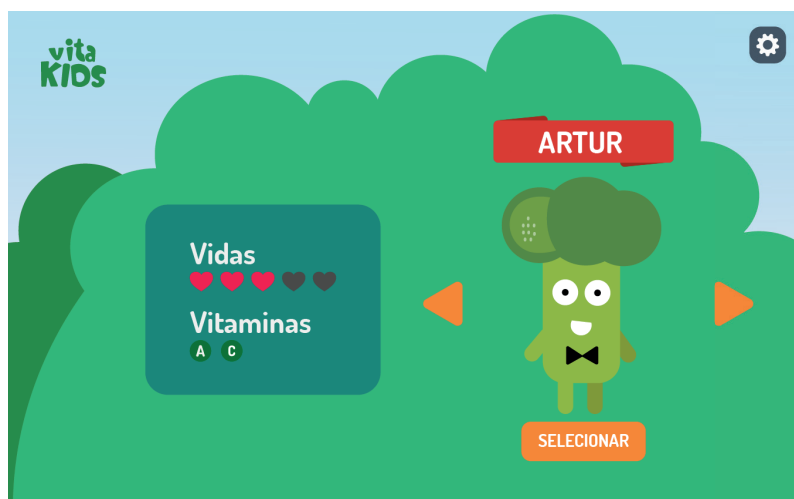 vita
KIDS
ARTUR
Vidas
Vitaminas
A C
SELECIONAR